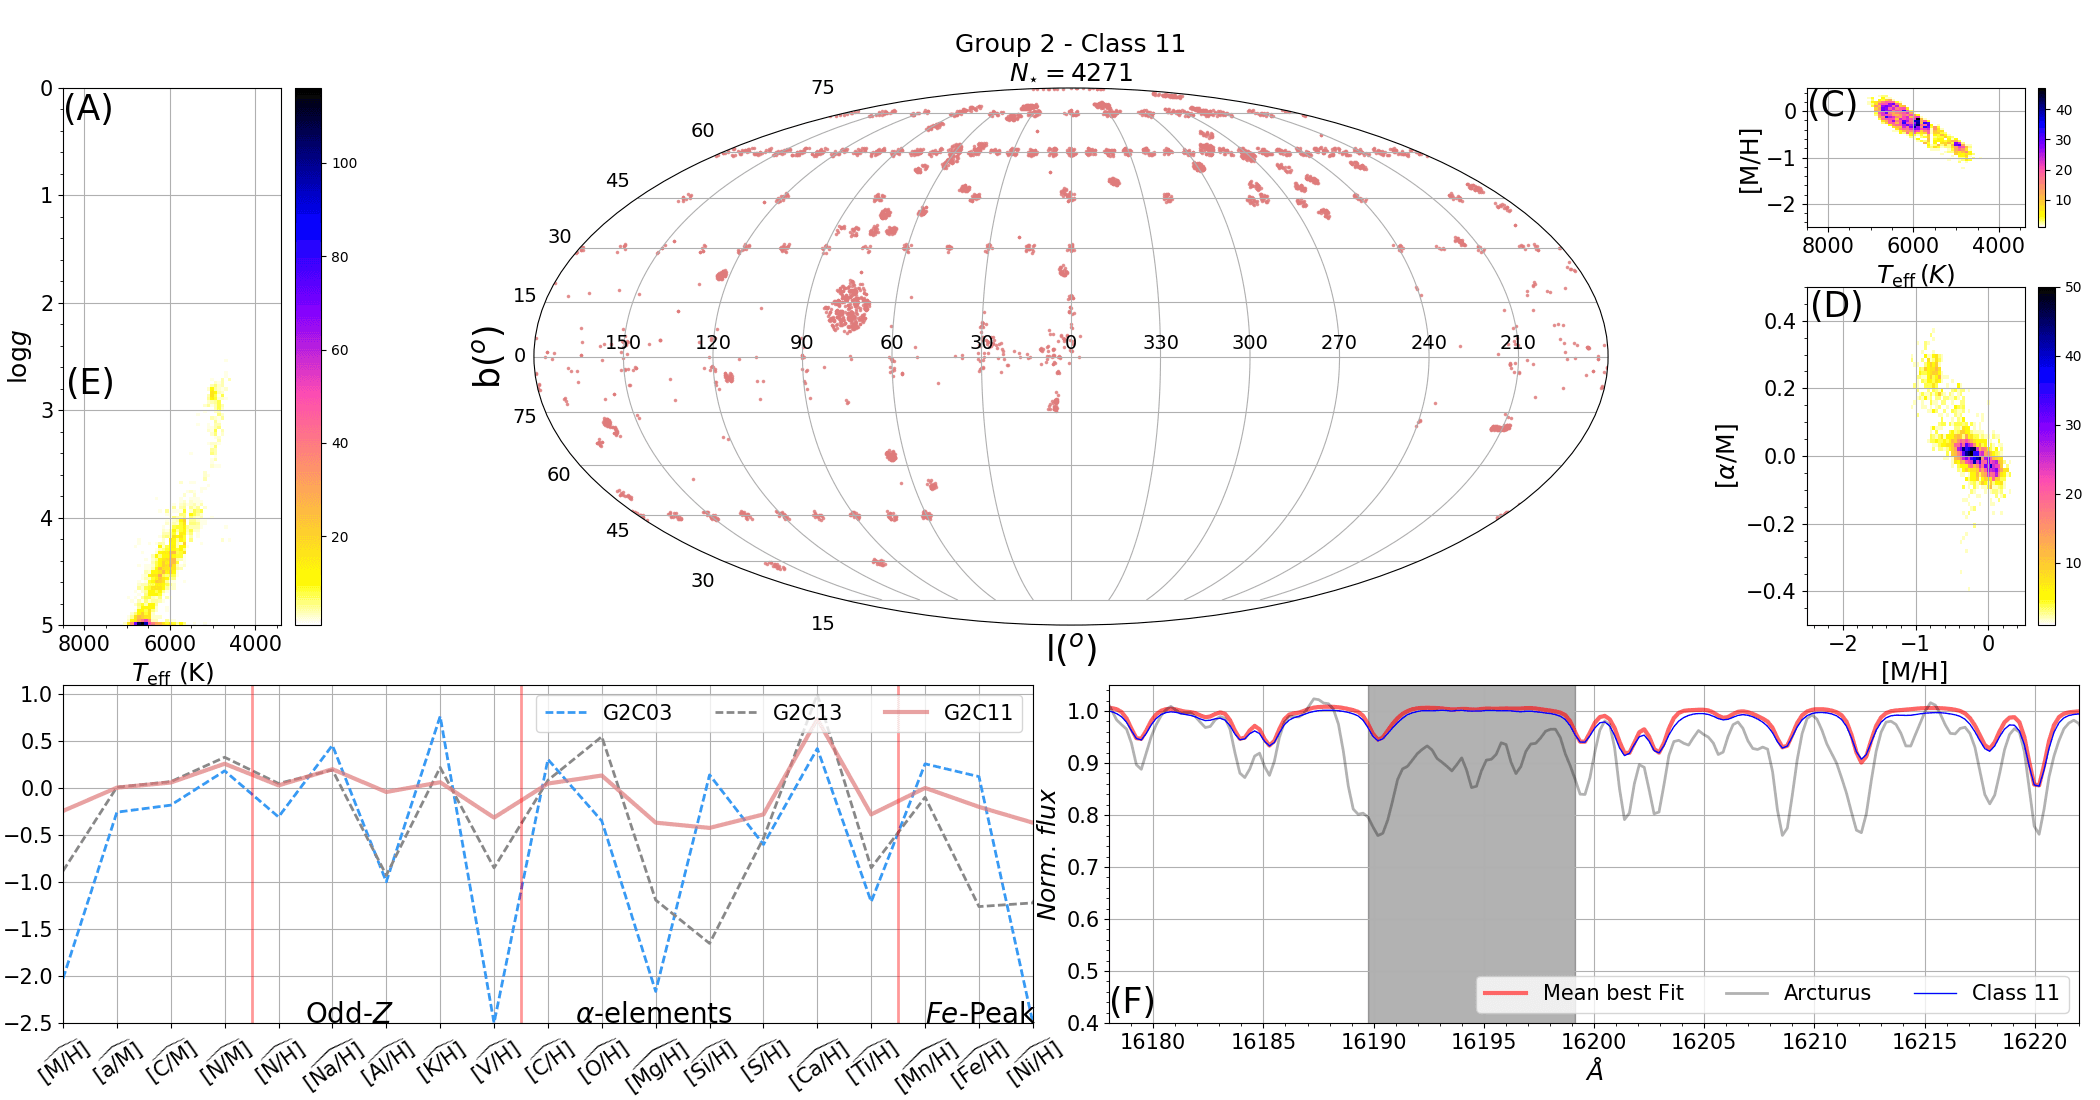 Group 2 - Class 11
N⋆ = 4271
(A)
(E)
0
1
2
3
4
5
log g
8000 6000 4000
T_eff (K)
100
80
60
40
20
75
60
45
30
15
0
75
60
45
30
15
b(°)
150 120 90 60 30 0 330 300 270 240 210
l(°)
(C)
0
−1
−2
[M/H]
8000 6000 4000
T_eff (K)
40
30
20
10
(D)
0.4
0.2
0.0
−0.2
−0.4
[α/M]
−2 −1 0
[M/H]
50
40
30
20
10
1.0
0.5
0.0
−0.5
−1.0
−1.5
−2.0
−2.5
G2C03 G2C13 G2C11
Odd-Z α-elements Fe-Peak
[M/H] [a/M] [C/M] [N/M] [N/H] [Na/H] [Al/H] [K/H] [V/H] [C/H] [O/H] [Mg/H] [Si/H] [S/H] [Ca/H] [Ti/H] [Mn/H] [Fe/H] [Ni/H]
1.0
0.9
0.8
0.7
0.6
0.5
0.4
Norm. flux
(F)
Mean best Fit Arcturus Class 11
16180 16185 16190 16195 16200 16205 16210 16215 16220
Å